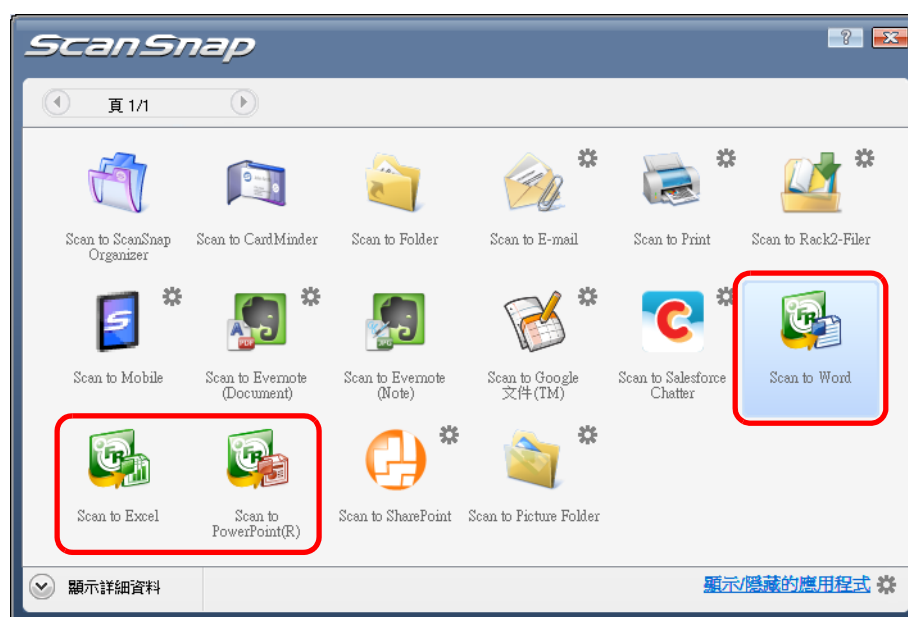 ScanSnap
頁 1/1
Scan to ScanSnap
Organizer
Scan to CardMinder
Scan to Folder
Scan to E-mail
Scan to Print
Scan to Rack2-Filer
Scan to Mobile
Scan to Evernote
(Document)
Scan to Evernote
(Note)
Scan to Google
文件(TM)
Scan to Salesforce
Chatter
Scan to Word
Scan to Excel
Scan to
PowerPoint(R)
Scan to SharePoint
Scan to Picture Folder
顯示詳細資料
顯示/隱藏的應用程式